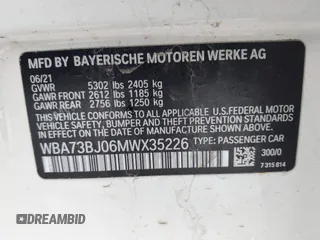 MFD BY BAYERISCHE MOTOREN WERKE AG
06/21
GVWR 5302 lbs 2405 kg
GAWR FRONT 2612 lbs 1185 kg
GAWR REAR 2756 lbs 1250 kg
THIS VEHICLE CONFORMS TO ALL APPLICABLE U.S. FEDERAL MOTOR
VEHICLE SAFETY, BUMPER, AND THEFT PREVENTION STANDARDS IN
EFFECT ON THE DATE OF MANUFACTURE SHOWN ABOVE.
WBA73BJ06MWX35226 TYPE: PASSENGER CAR
300/0
7 315 814